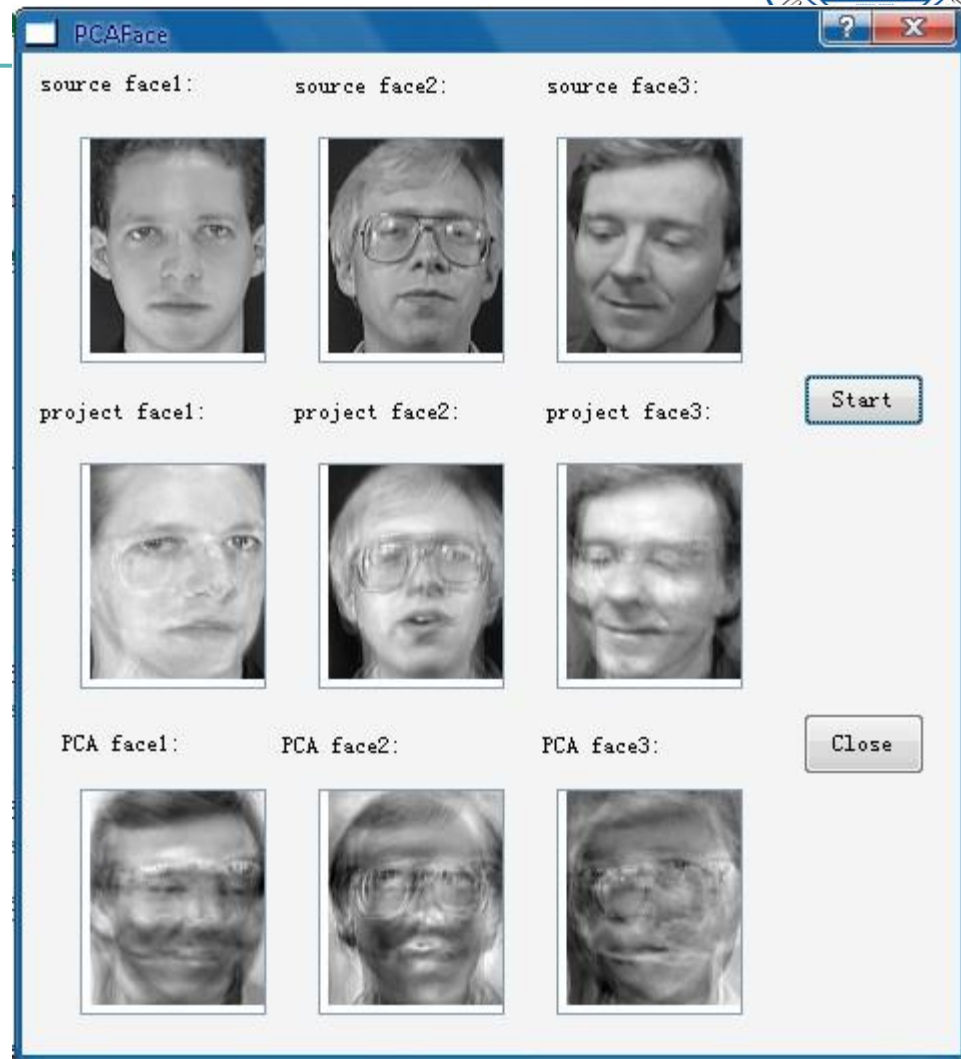 PCAFace
source face1: source face2: source face3:
Start
project face1: project face2: project face3:
PCA face1: PCA face2: PCA face3:
Close